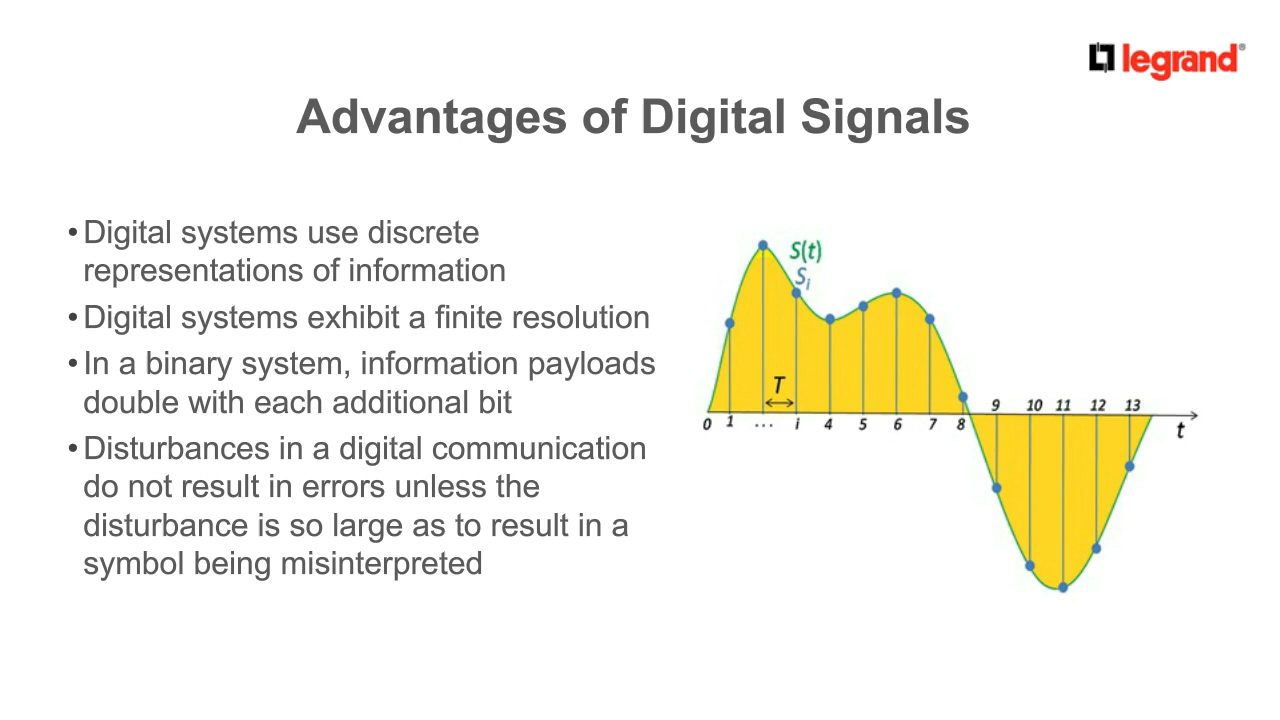 legrand®
Advantages of Digital Signals
• Digital systems use discrete
representations of information
• Digital systems exhibit a finite resolution
• In a binary system, information payloads
double with each additional bit
• Disturbances in a digital communication
do not result in errors unless the
disturbance is so large as to result in a
symbol being misinterpreted
S(t)
Si
T
9 10 11 12 13
0 1 ... i 4 5 6 7 8
t